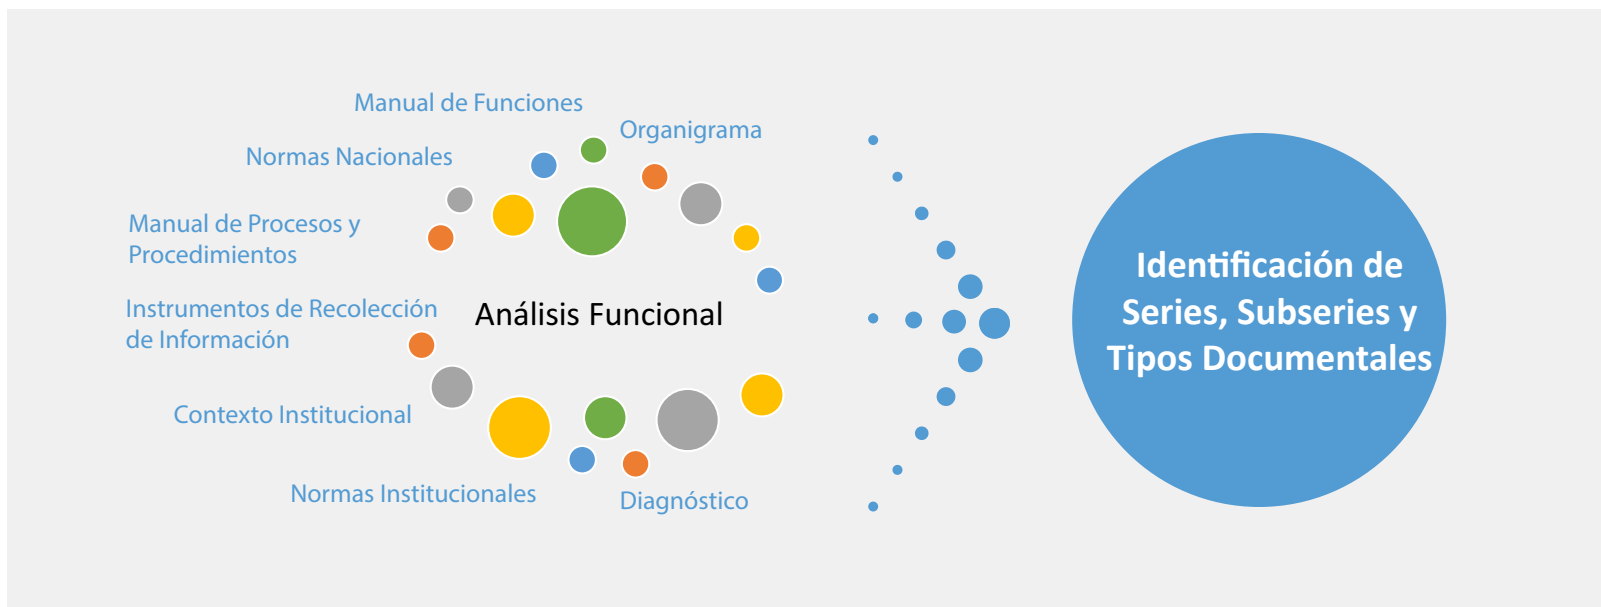 Manual de Funciones
Organigrama
Normas Nacionales
Manual de Procesos y
Procedimientos
Instrumentos de Recolección
de Información
Análisis Funcional
Contexto Institucional
Normas Institucionales
Diagnóstico
Identificación de
Series, Subseries y
Tipos Documentales